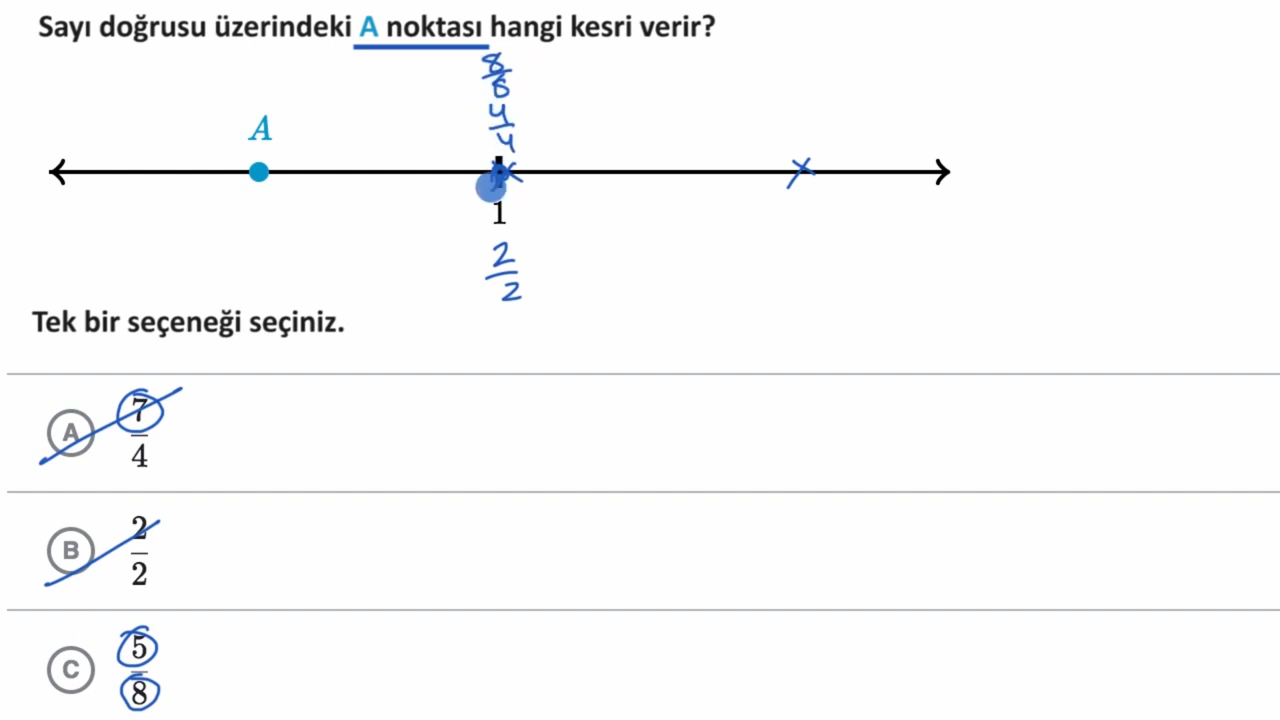 Sayı doğrusu üzerindeki A noktası hangi kesri verir?
8/8
4/4
A
1
2/2
Tek bir seçeneği seçiniz.
A 7/4
B 2/2
C 5/8